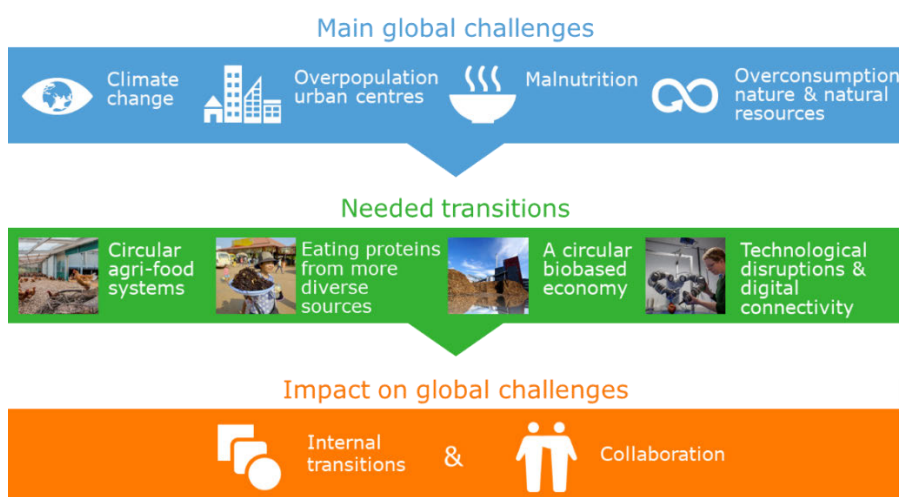 Main global challenges
Climate
change
Overpopulation
urban centres
Malnutrition
Overconsumption
nature & natural
resources
Needed transitions
Circular
agri-food
systems
Eating proteins
from more
diverse
sources
A circular
biobased
economy
Technological
disruptions &
digital
connectivity
Impact on global challenges
Internal
transitions
&
Collaboration